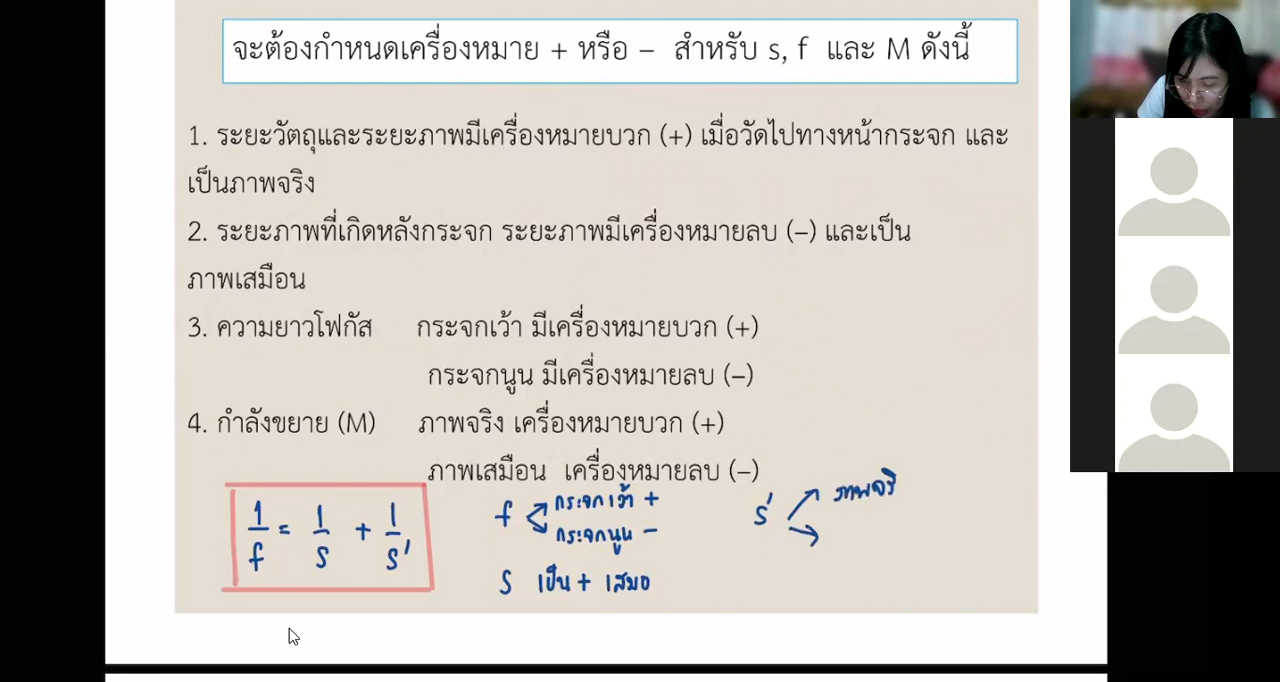 จะต้องกำหนดเครื่องหมาย + หรือ – สำหรับ s, f และ M ดังนี้
1. ระยะวัตถุและระยะภาพมีเครื่องหมายบวก (+) เมื่อวัดไปทางหน้ากระจก และ
เป็นภาพจริง
2. ระยะภาพที่เกิดหลังกระจก ระยะภาพมีเครื่องหมายลบ (–) และเป็น
ภาพเสมือน
3. ความยาวโฟกัส กระจกเว้า มีเครื่องหมายบวก (+)
กระจกนูน มีเครื่องหมายลบ (–)
4. กำลังขยาย (M) ภาพจริง เครื่องหมายบวก (+)
ภาพเสมือน เครื่องหมายลบ (–)
1/f = 1/s + 1/s'
f กระจกเว้า +
กระจกนูน –
s เป็น + เสมอ
s' ภาพจริ